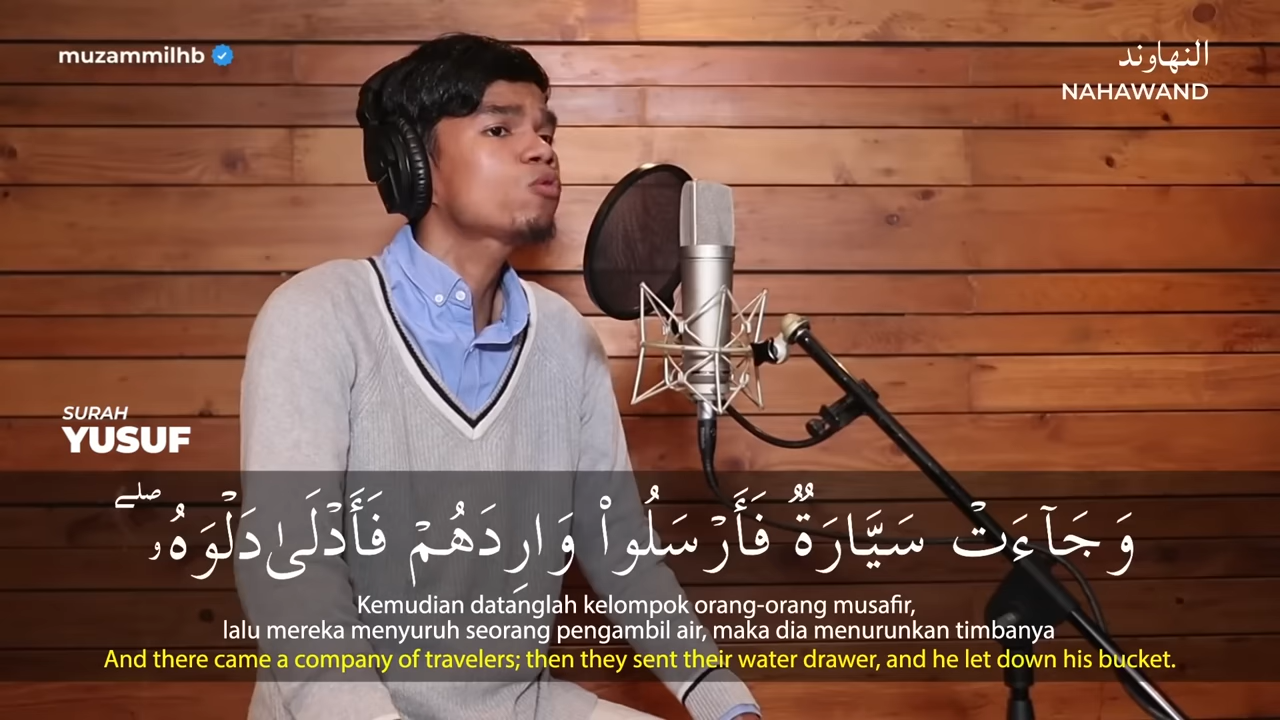 muzammilhb
النهاوند
NAHAWAND
SURAH
YUSUF
وَجَآءَتْ سَيَّارَةٌ فَأَرْسَلُوا۟ وَارِدَهُمْ فَأَدْلَىٰ دَلْوَهُۥ ۖ
Kemudian datanglah kelompok orang-orang musafir,
lalu mereka menyuruh seorang pengambil air, maka dia menurunkan timbanya
And there came a company of travelers; then they sent their water drawer, and he let down his bucket.